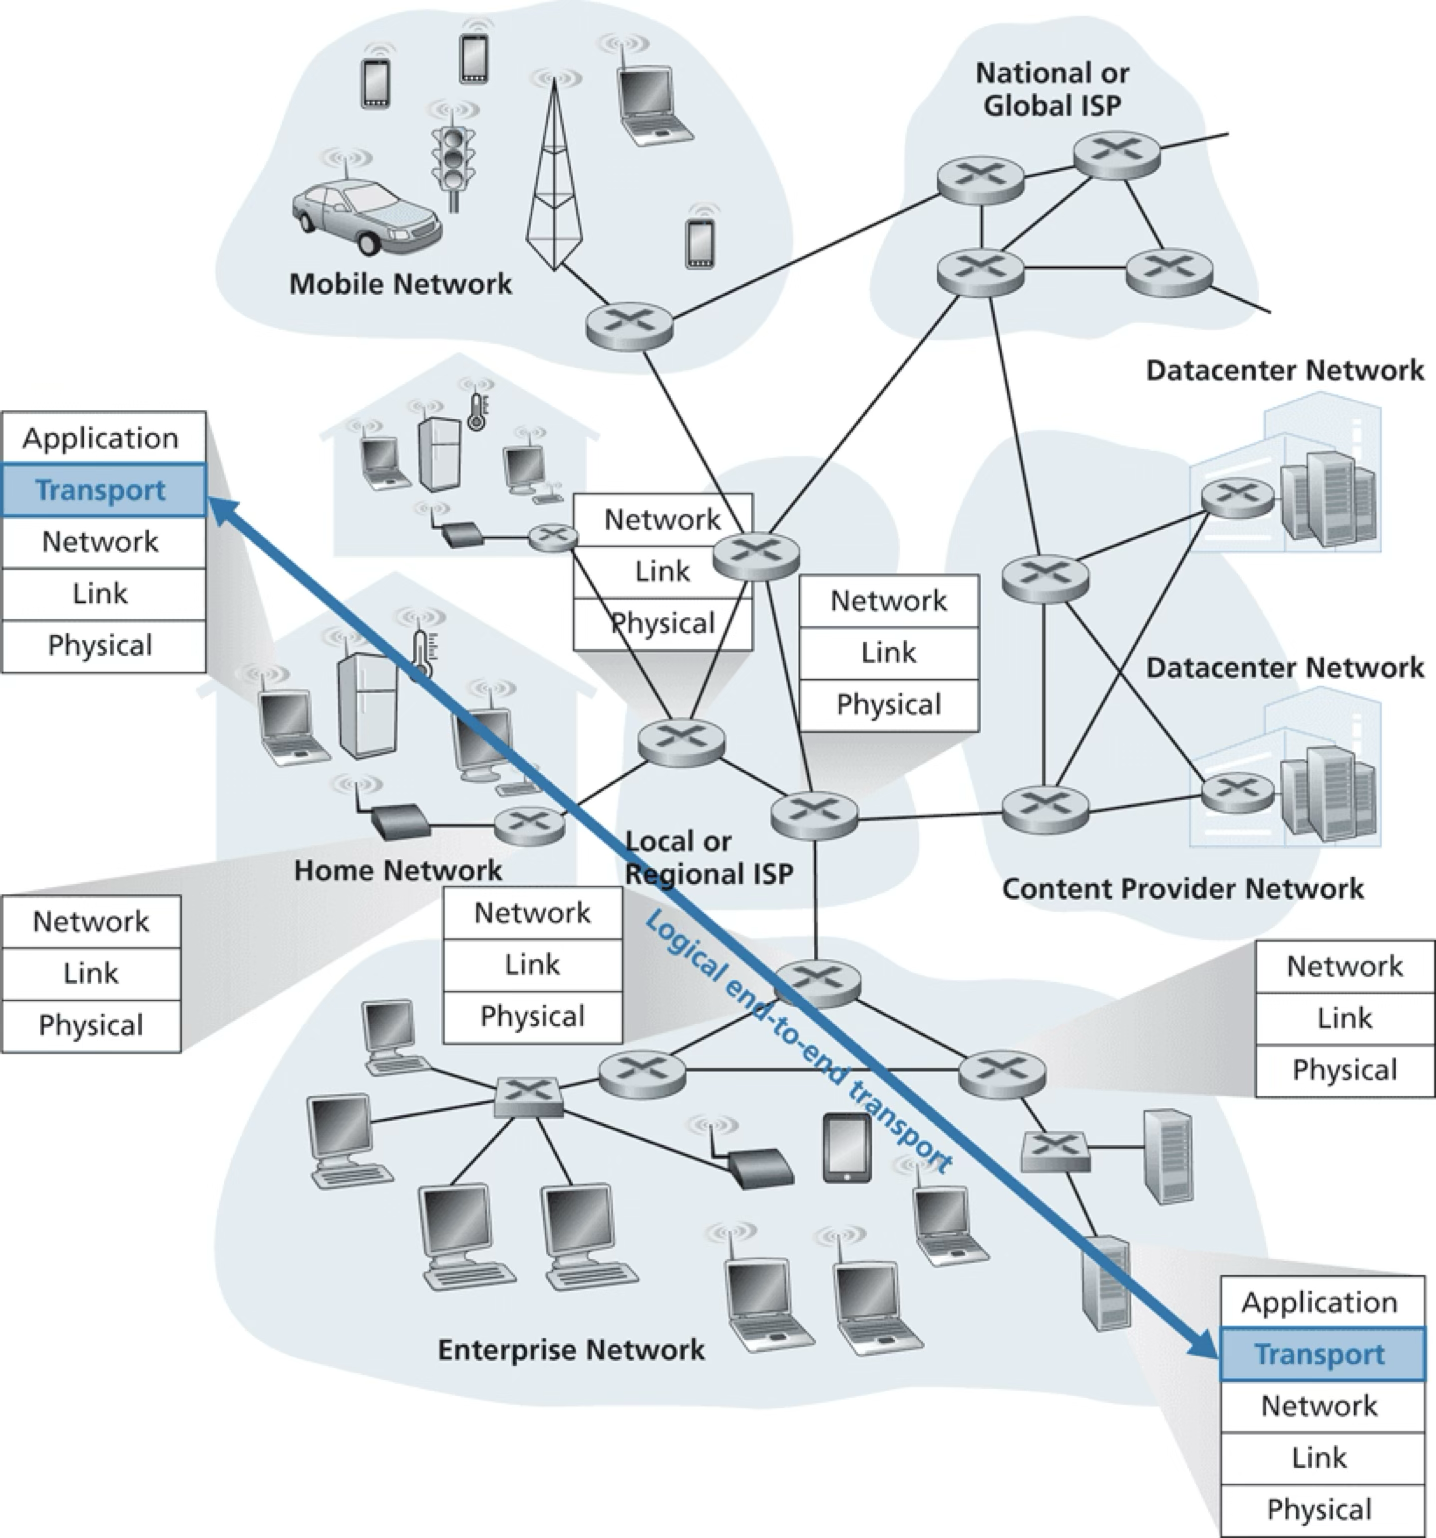 National or
Global ISP
Mobile Network
Datacenter Network
Application
Transport
Network
Link
Physical
Network
Link
Physical
Network
Link
Physical
Datacenter Network
Local or
Regional ISP
Home Network
Content Provider Network
Network
Link
Physical
Network
Link
Physical
Logical end-to-end transport
Network
Link
Physical
Enterprise Network
Application
Transport
Network
Link
Physical